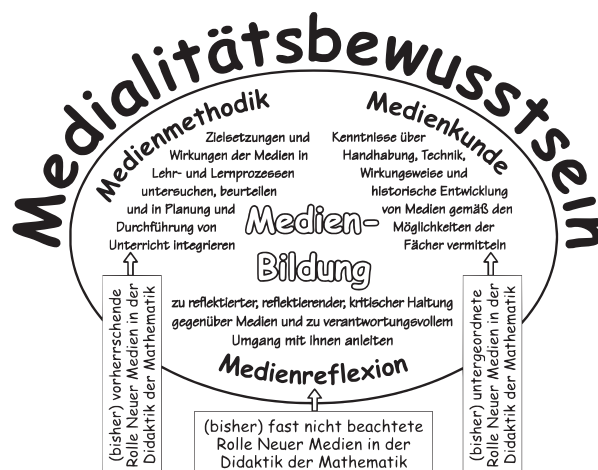 Medialitätsbewusstsein
Medienmethodik
Zielsetzungen und
Wirkungen der Medien in
Lehr- und Lernprozessen
untersuchen, beurteilen
und in Planung und
Durchführung von
Unterricht integrieren
Medienkunde
Kenntnisse über
Handhabung, Technik,
Wirkungsweise und
historische Entwicklung
von Medien gemäß den
Möglichkeiten der
Fächer vermitteln
Medien-
Bildung
zu reflektierter, reflektierender, kritischer Haltung
gegenüber Medien und zu verantwortungsvollem
Umgang mit ihnen anleiten
Medienreflexion
(bisher) vorherrschende
Rolle Neuer Medien in der
Didaktik der Mathematik
(bisher) fast nicht beachtete
Rolle Neuer Medien in der
Didaktik der Mathematik
(bisher) untergeordnete
Rolle Neuer Medien in der
Didaktik der Mathematik